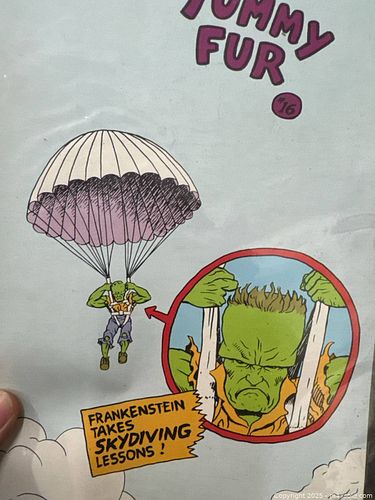 YUMMY
FUR
#16
FRANKENSTEIN
TAKES
SKYDIVING
LESSONS!